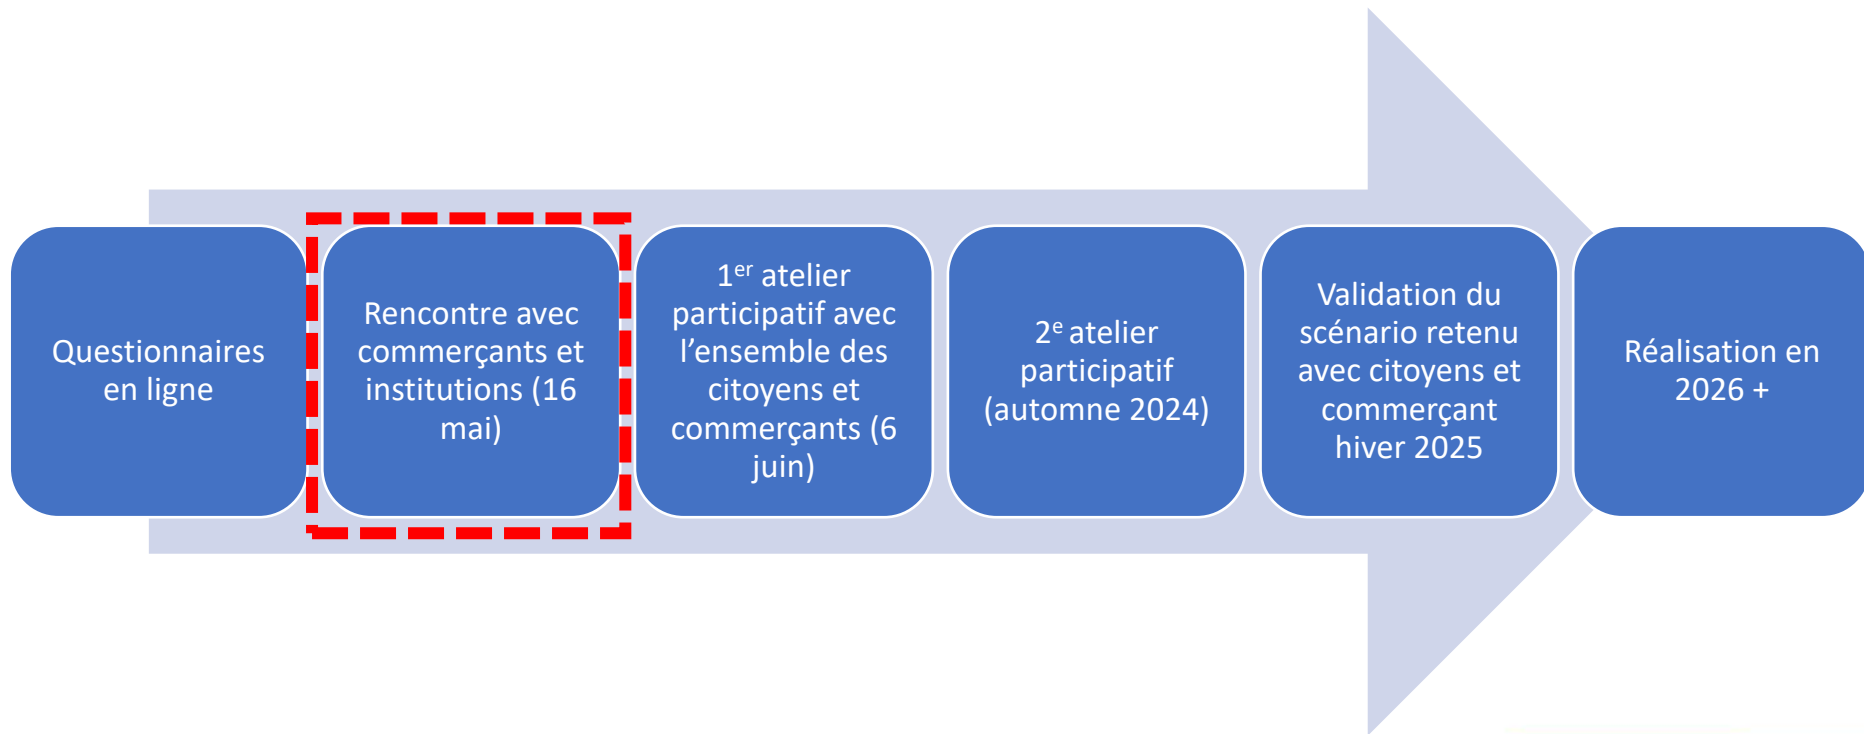 Questionnaires
en ligne
Rencontre avec
commerçants et
institutions (16
mai)
1er atelier
participatif avec
l’ensemble des
citoyens et
commerçants (6
juin)
2e atelier
participatif
(automne 2024)
Validation du
scénario retenu
avec citoyens et
commerçant
hiver 2025
Réalisation en
2026 +